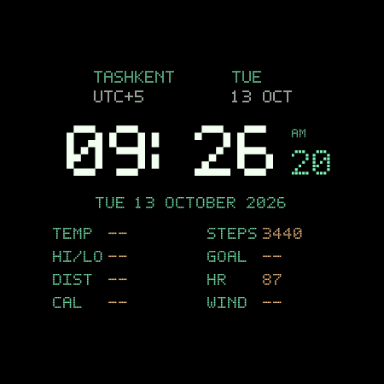 TASHKENT TUE
UTC+5 13 OCT
09: 26 AM 20
TUE 13 OCTOBER 2026
TEMP -- STEPS 3440
HI/LO -- GOAL --
DIST -- HR 87
CAL -- WIND --